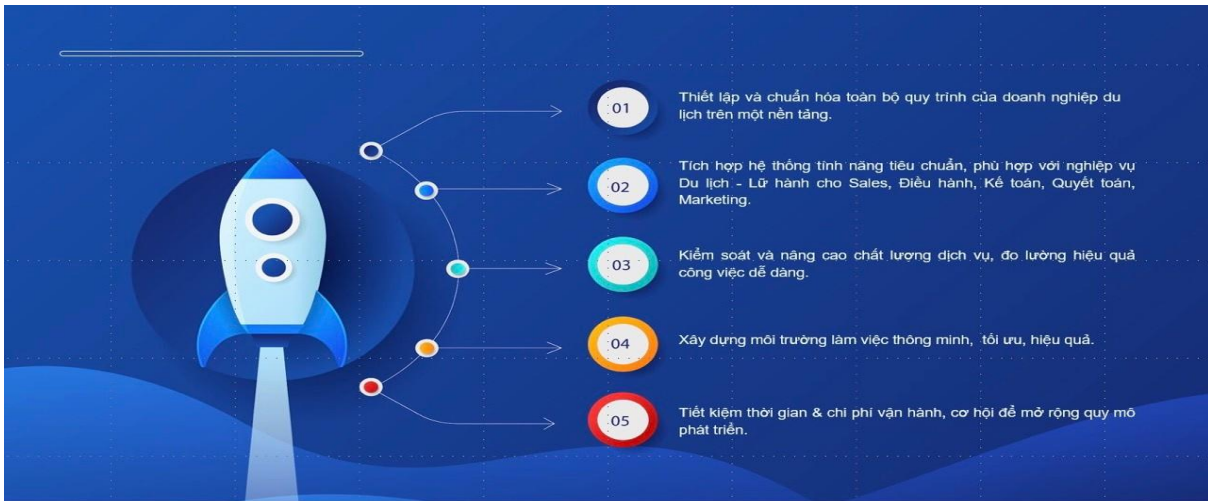 01
Thiết lập và chuẩn hóa toàn bộ quy trình của doanh nghiệp du
lịch trên một nền tảng.
02
Tích hợp hệ thống tính năng tiêu chuẩn, phù hợp với nghiệp vụ
Du lịch - Lữ hành cho Sales, Điều hành, Kế toán, Quyết toán,
Marketing.
03
Kiểm soát và nâng cao chất lượng dịch vụ, đo lường hiệu quả
công việc dễ dàng.
04
Xây dựng môi trường làm việc thông minh, tối ưu, hiệu quả.
05
Tiết kiệm thời gian & chi phí vận hành, cơ hội để mở rộng quy mô
phát triển.